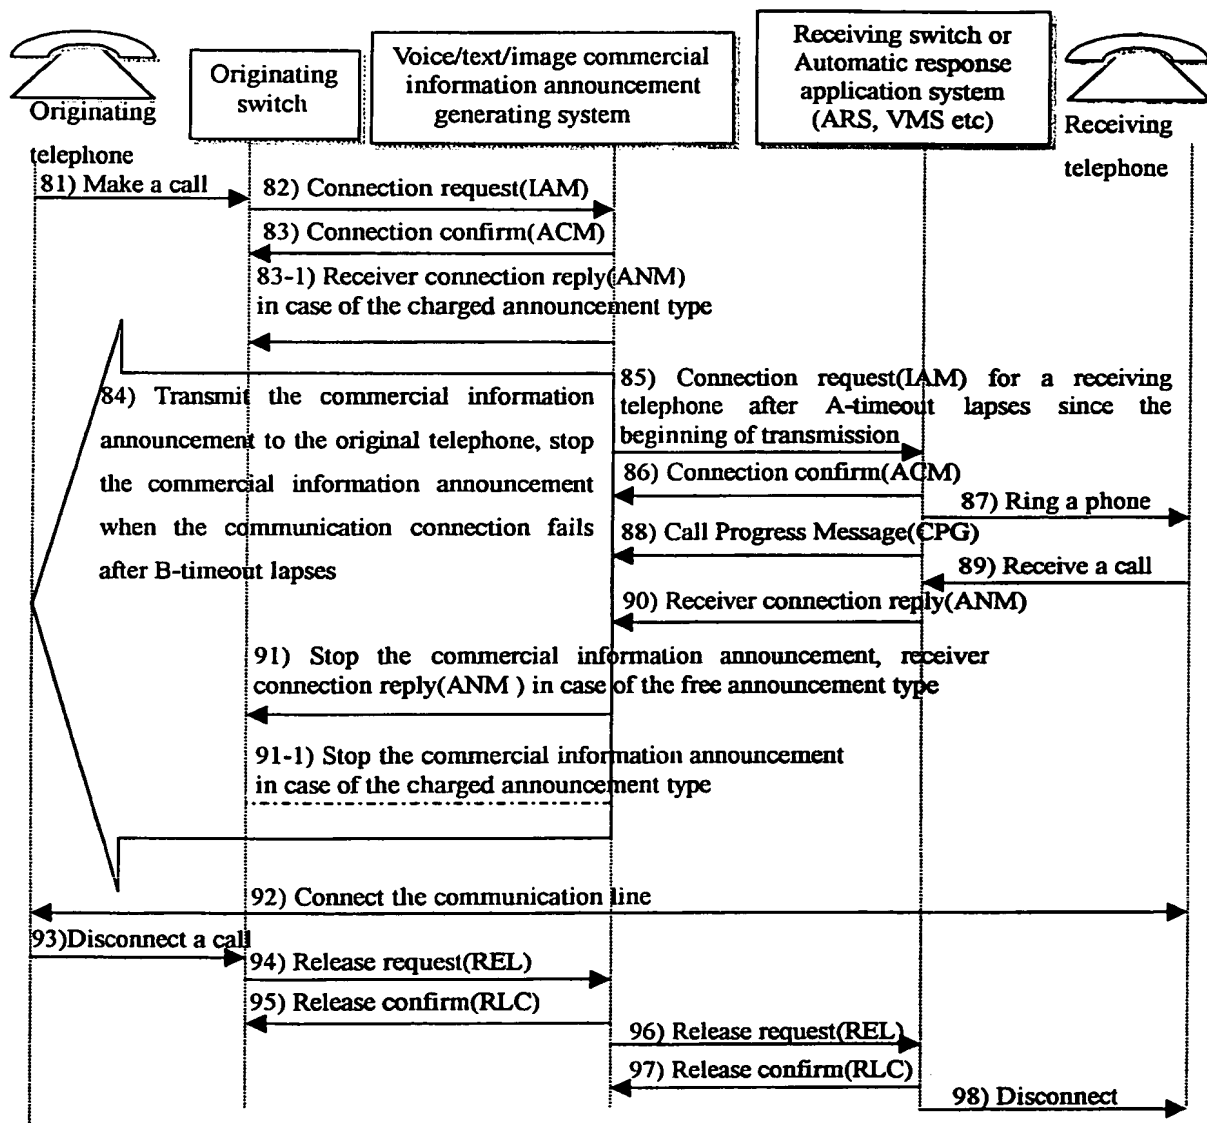 Originating
telephone
Originating
switch
Voice/text/image commercial
information announcement
generating system
Receiving switch or
Automatic response
application system
(ARS, VMS etc)
Receiving
telephone
81) Make a call
82) Connection request(IAM)
83) Connection confirm(ACM)
83-1) Receiver connection reply(ANM)
in case of the charged announcement type
84) Transmit the commercial information
announcement to the original telephone, stop
the commercial information announcement
when the communication connection fails
after B-timeout lapses
85) Connection request(IAM) for a receiving
telephone after A-timeout lapses since the
beginning of transmission
86) Connection confirm(ACM)
87) Ring a phone
88) Call Progress Message(CPG)
89) Receive a call
90) Receiver connection reply(ANM)
91) Stop the commercial information announcement, receiver
connection reply(ANM ) in case of the free announcement type
91-1) Stop the commercial information announcement
in case of the charged announcement type
92) Connect the communication line
93)Disconnect a call
94) Release request(REL)
95) Release confirm(RLC)
96) Release request(REL)
97) Release confirm(RLC)
98) Disconnect